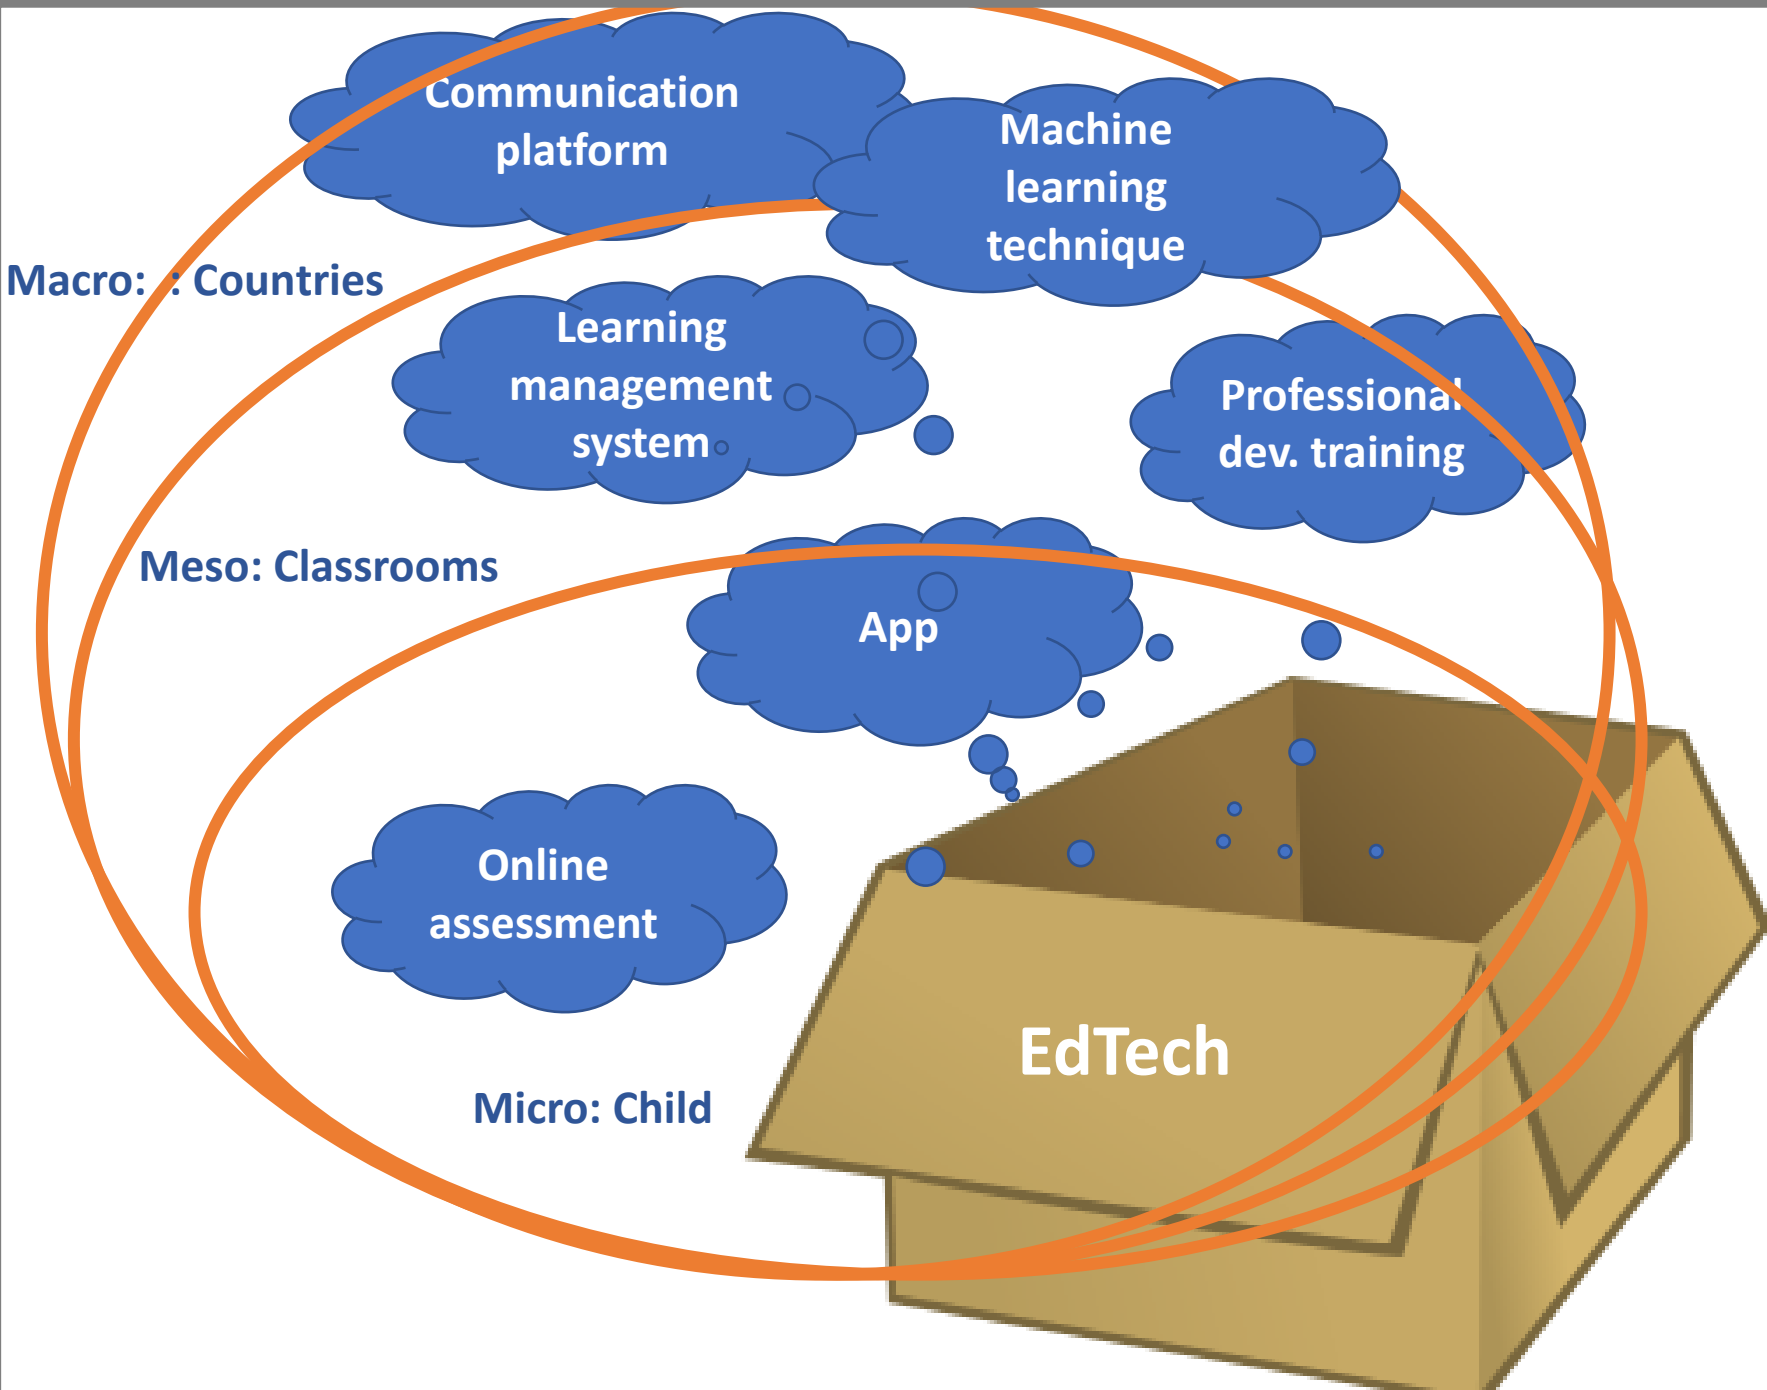 Communication
platform
Machine
learning
technique
Macro: : Countries
Learning
management
system
Professional
dev. training
Meso: Classrooms
App
Online
assessment
EdTech
Micro: Child